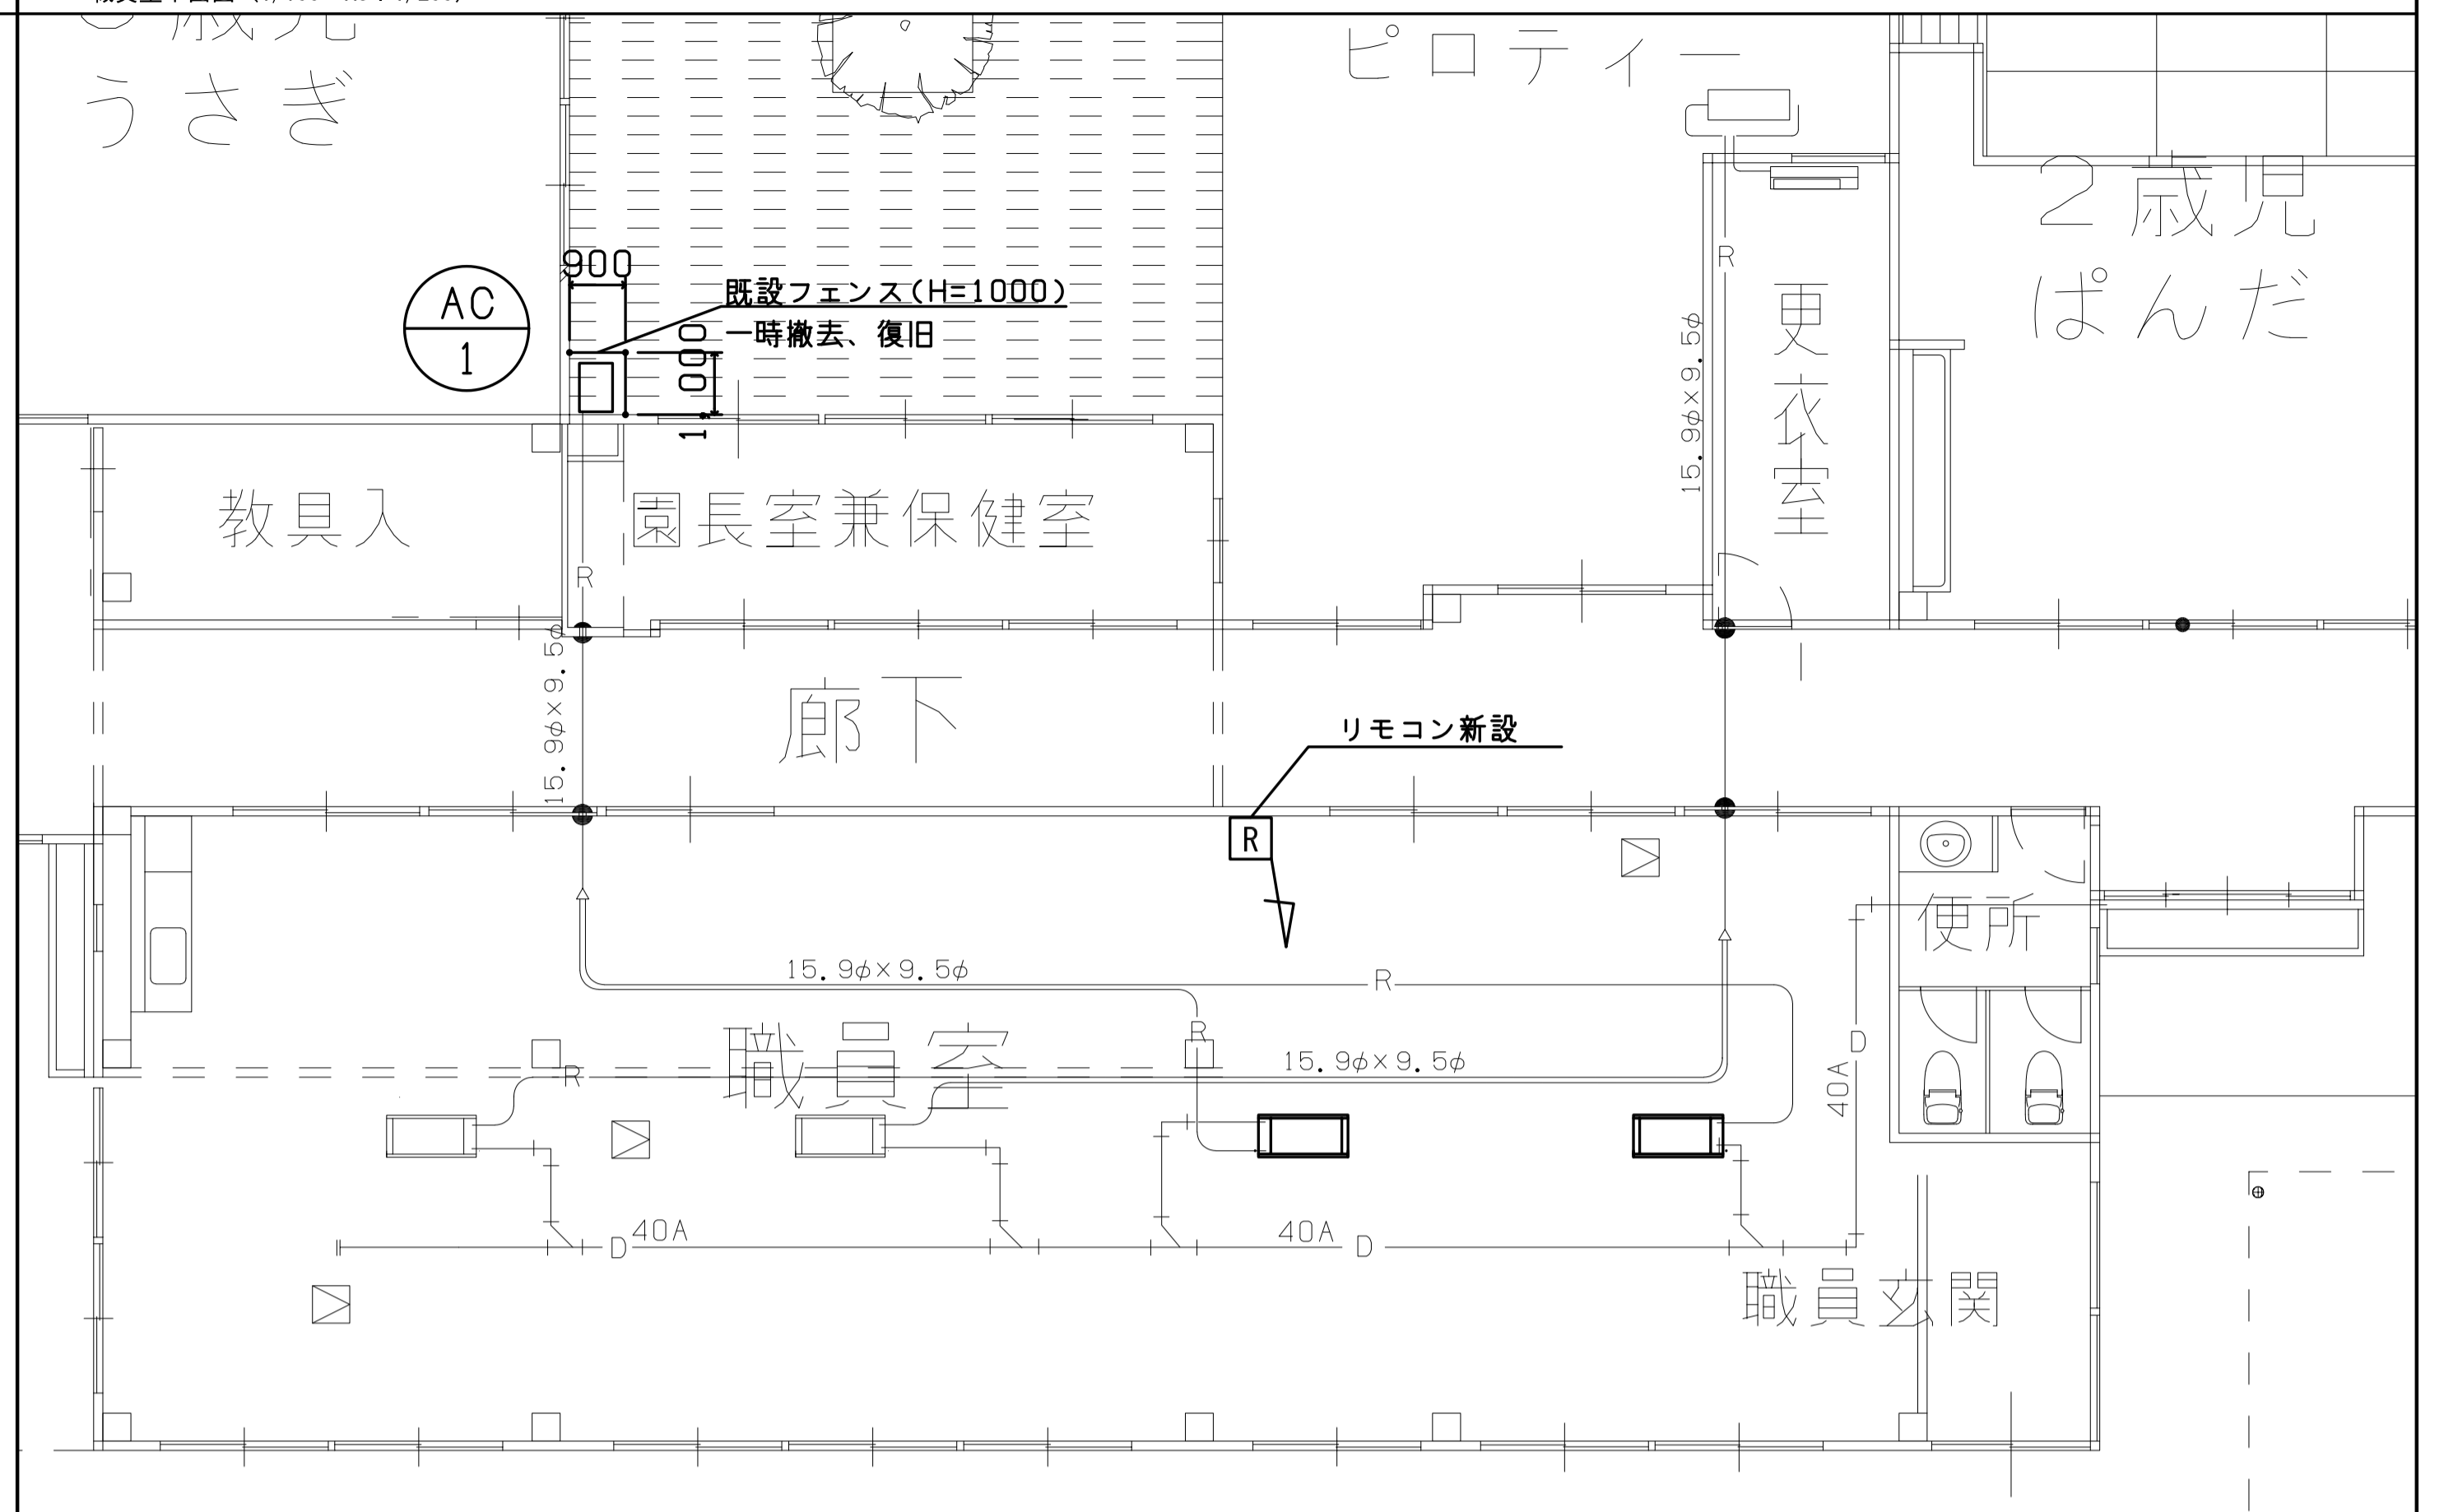 うさぎ
ピロティー
2歳児
ぱんだ
900
既設フェンス(H=1000)
一時撤去、復旧
1,000
AC
1
R
15.9φ×9.5φ
更衣室
教具入
園長室兼保健室
R
15.9φ×9.5φ
廊下
リモコン新設
R
便所
15.9φ×9.5φ
R
R
職員室
15.9φ×9.5φ
R
D
40A
40A
D
40A
D
職員玄関